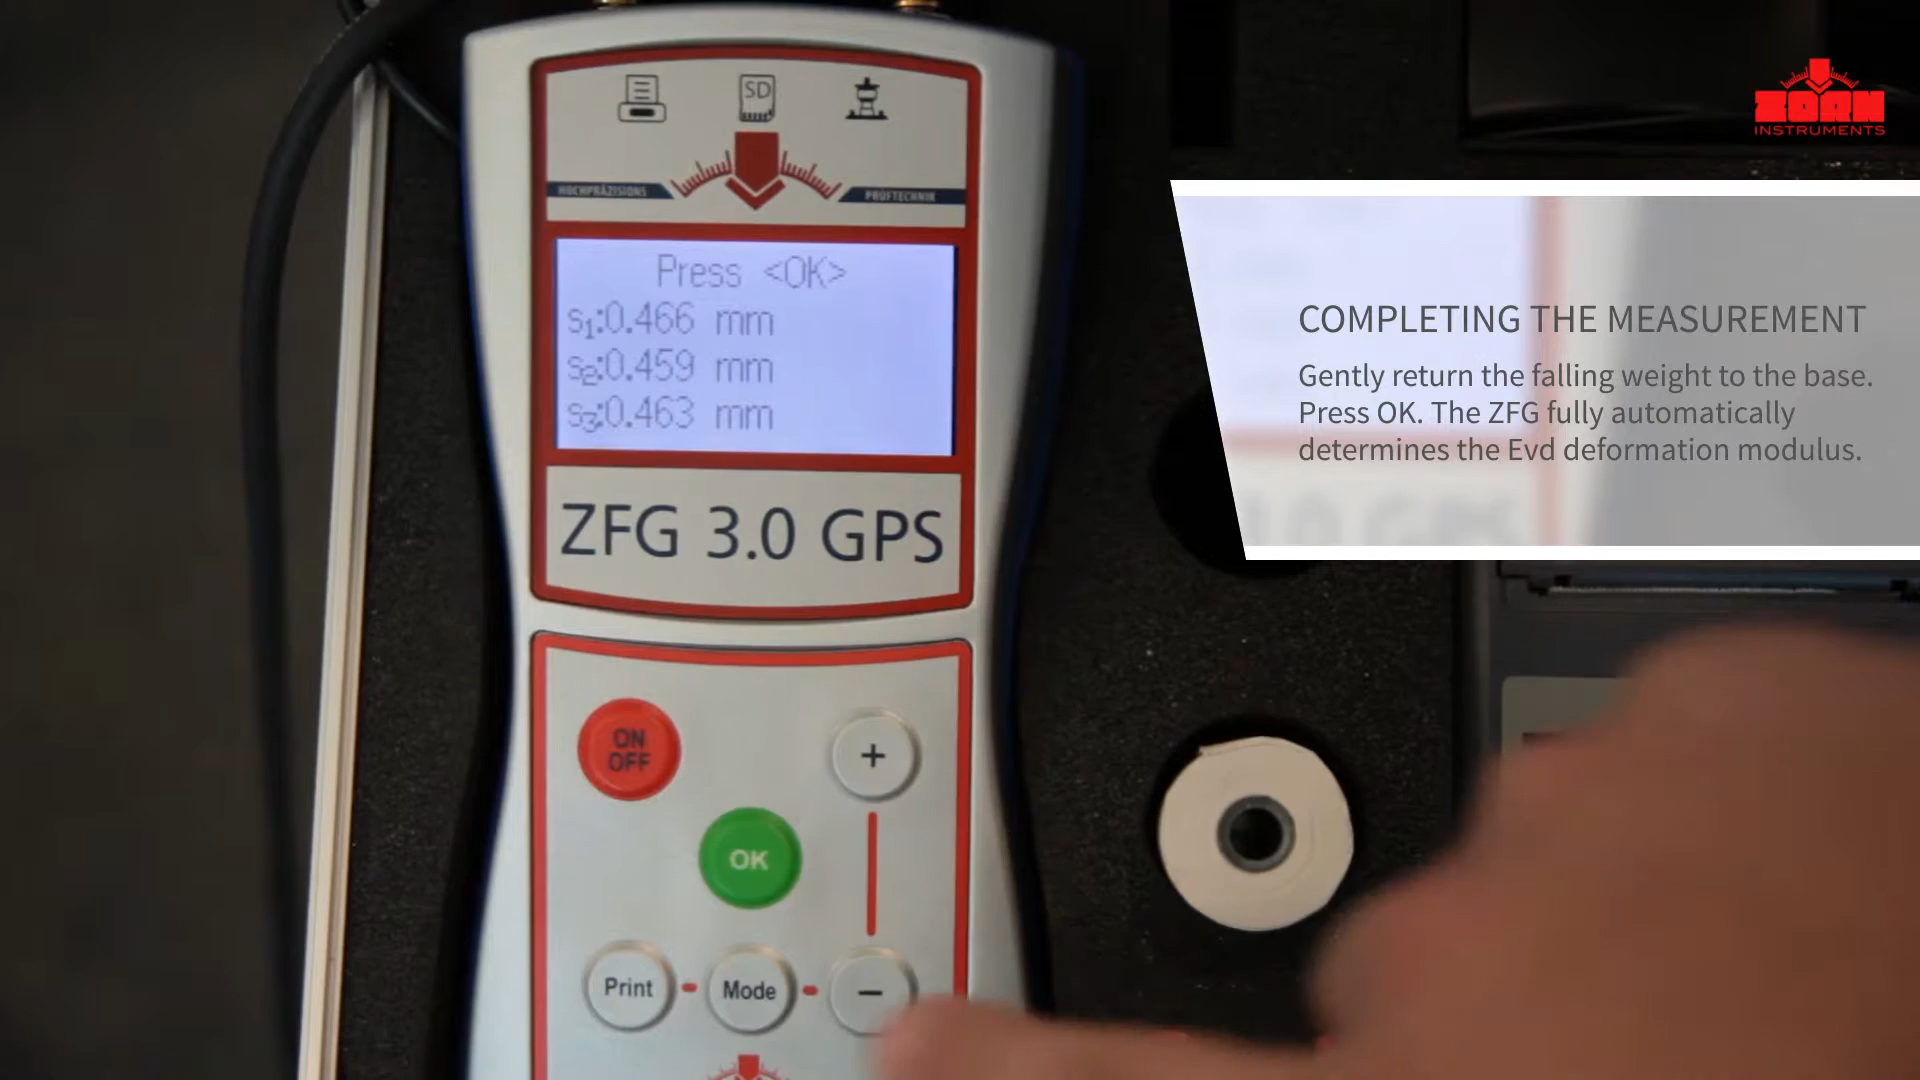 SD
HOCHPRÄZISIONS
PRÜFTECHNIK
Press <OK>
s1:0.466 mm
s2:0.459 mm
s3:0.463 mm
ZFG 3.0 GPS
ON
OFF
+
OK
Print
Mode
−
ZORN
INSTRUMENTS
COMPLETING THE MEASUREMENT
Gently return the falling weight to the base.
Press OK. The ZFG fully automatically
determines the Evd deformation modulus.